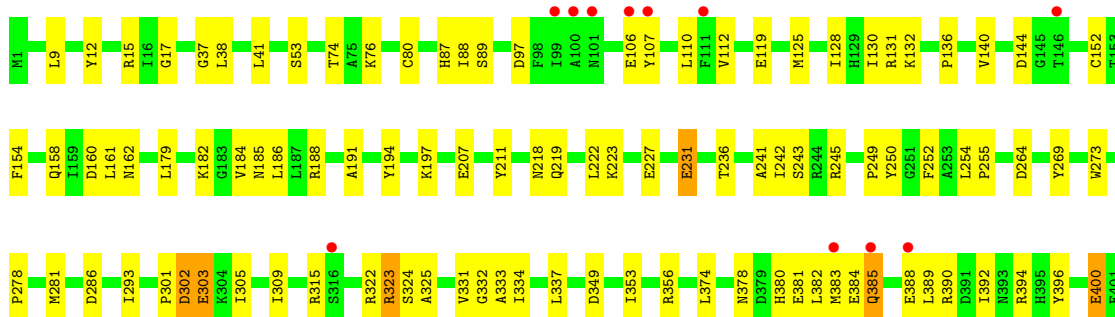 M1 L9 Y12 R15 I16 G17 G37 L38 L41 S53 T74 A75 K76 C80 H87 I88 S89 D97 F98 I99 A100 N101 E106 Y107 L110 F111 V112 E119 M125 I128 H129 I130 R131 K132 P136 V140 D144 G145 T146 C152 T153
F154 Q158 I159 D160 L161 N162 L179 K182 G183 V184 N185 L186 L187 R188 A191 Y194 K197 E207 Y211 N218 Q219 L222 K223 E227 E231 T236 A241 I242 S243 R244 R245 P249 Y250 G251 F252 A253 L254 P255 D264 Y269 W273
P278 M281 D286 I293 P301 D302 E303 K304 I305 I309 R315 S316 R322 R323 S324 A325 V331 G332 A333 I334 L337 D349 I353 R356 L374 N378 D379 H380 E381 L382 M383 E384 Q385 E388 L389 R390 D391 I392 N393 R394 H395 Y396 E400 E401